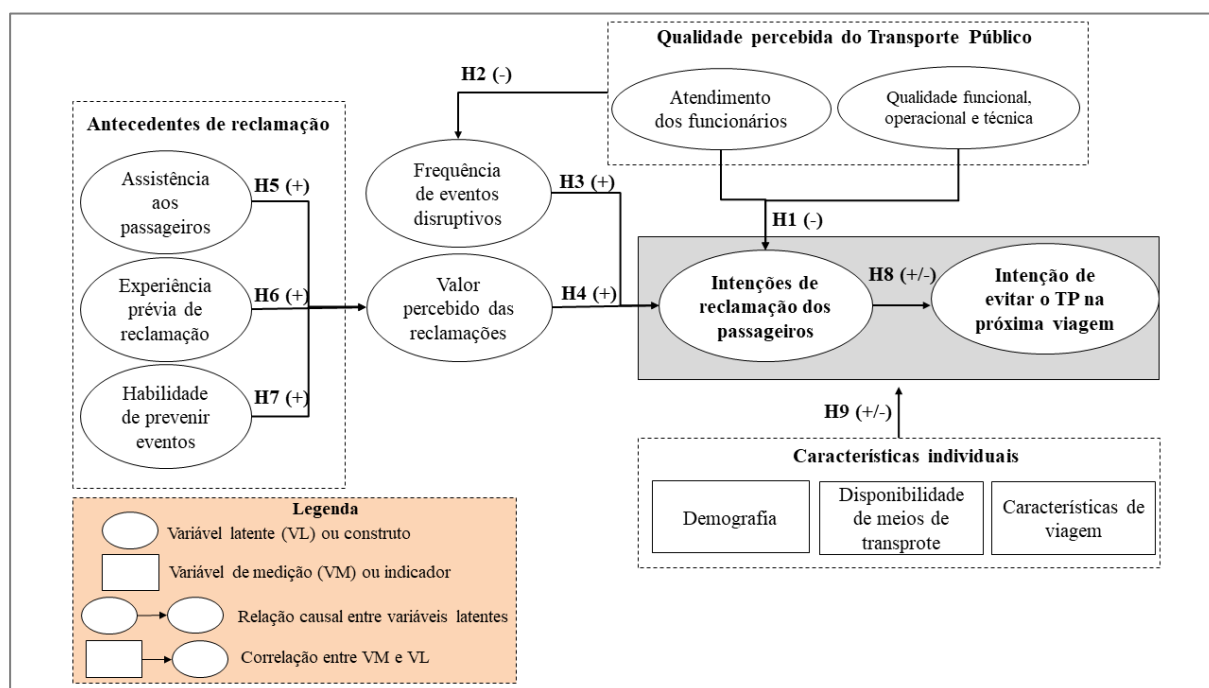 Qualidade percebida do Transporte Público
H2 (-)
Atendimento
dos funcionários
Qualidade funcional,
operacional e técnica
Antecedentes de reclamação
Assistência
aos
passageiros
H5 (+)
Frequência
de eventos
disruptivos
H3 (+)
H1 (-)
Experiência
prévia de
reclamação
H6 (+)
Valor
percebido das
reclamações
H4 (+)
Intenções de
reclamação dos
passageiros
H8 (+/-)
Intenção de
evitar o TP na
próxima viagem
Habilidade
de prevenir
eventos
H7 (+)
H9 (+/-)
Características individuais
Demografia
Disponibilidade
de meios de
transprote
Características de
viagem
Legenda
Variável latente (VL) ou construto
Variável de medição (VM) ou indicador
Relação causal entre variáveis latentes
Correlação entre VM e VL